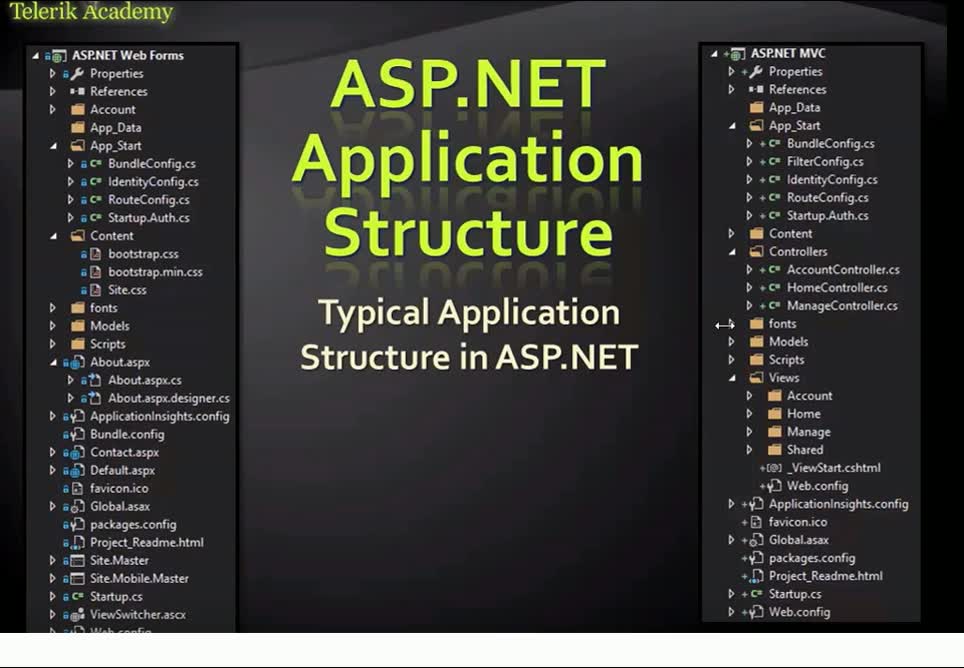 Telerik Academy
ASP.NET Web Forms
Properties
References
Account
App_Data
App_Start
BundleConfig.cs
IdentityConfig.cs
RouteConfig.cs
Startup.Auth.cs
Content
bootstrap.css
bootstrap.min.css
Site.css
fonts
Models
Scripts
About.aspx
About.aspx.cs
About.aspx.designer.cs
ApplicationInsights.config
Bundle.config
Contact.aspx
Default.aspx
favicon.ico
Global.asax
packages.config
Project_Readme.html
Site.Master
Site.Mobile.Master
Startup.cs
ViewSwitcher.ascx
Web.config
ASP.NET
Application
Structure
Typical Application
Structure in ASP.NET
ASP.NET MVC
Properties
References
App_Data
App_Start
BundleConfig.cs
FilterConfig.cs
IdentityConfig.cs
RouteConfig.cs
Startup.Auth.cs
Content
Controllers
AccountController.cs
HomeController.cs
ManageController.cs
fonts
Models
Scripts
Views
Account
Home
Manage
Shared
_ViewStart.cshtml
Web.config
ApplicationInsights.config
favicon.ico
Global.asax
packages.config
Project_Readme.html
Startup.cs
Web.config